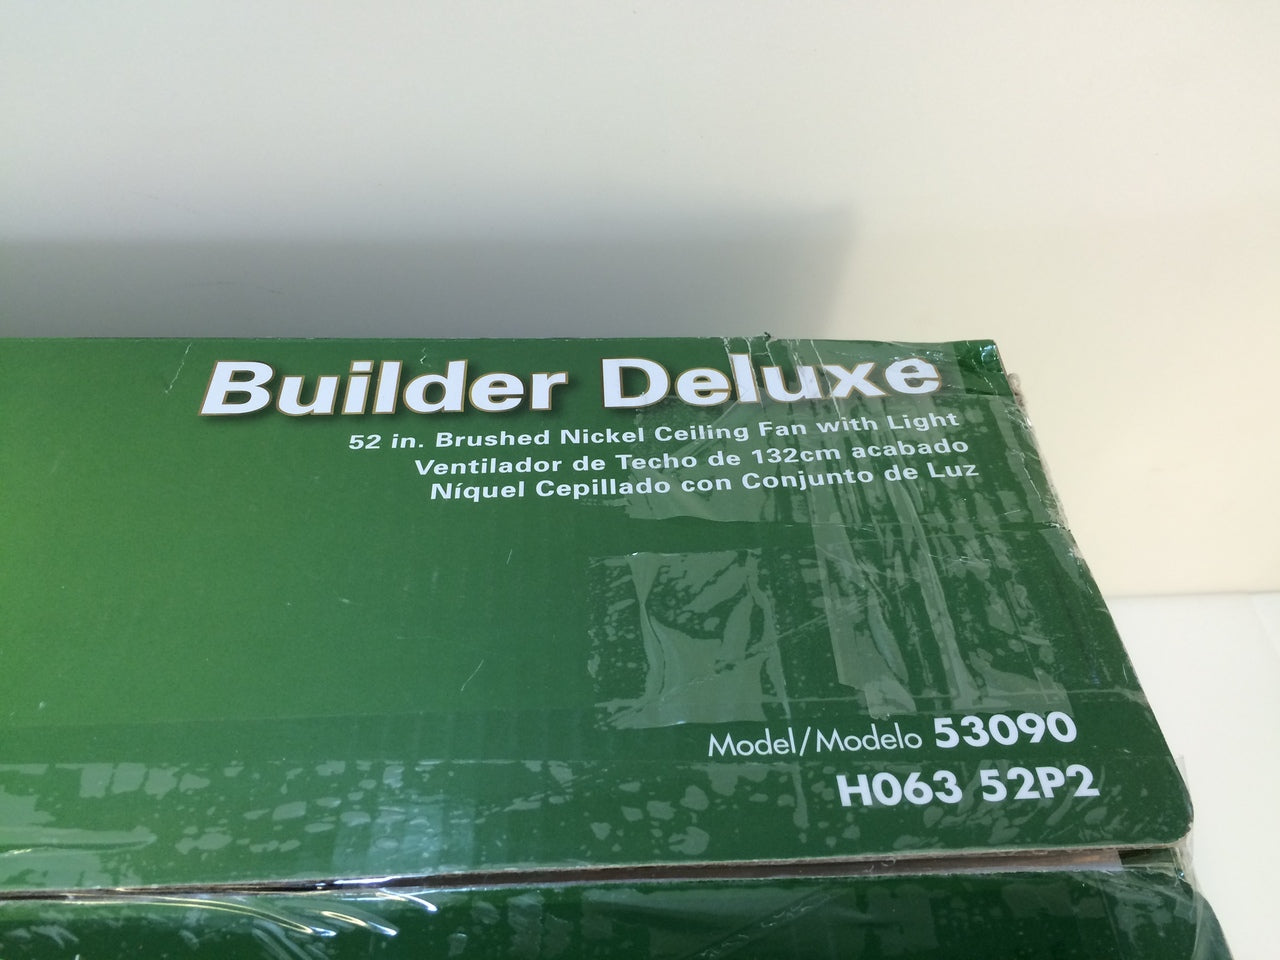 Builder Deluxe
52 in. Brushed Nickel Ceiling Fan with Light
Ventilador de Techo de 132cm acabado
Níquel Cepillado con Conjunto de Luz
Model/Modelo 53090
H063 52P2